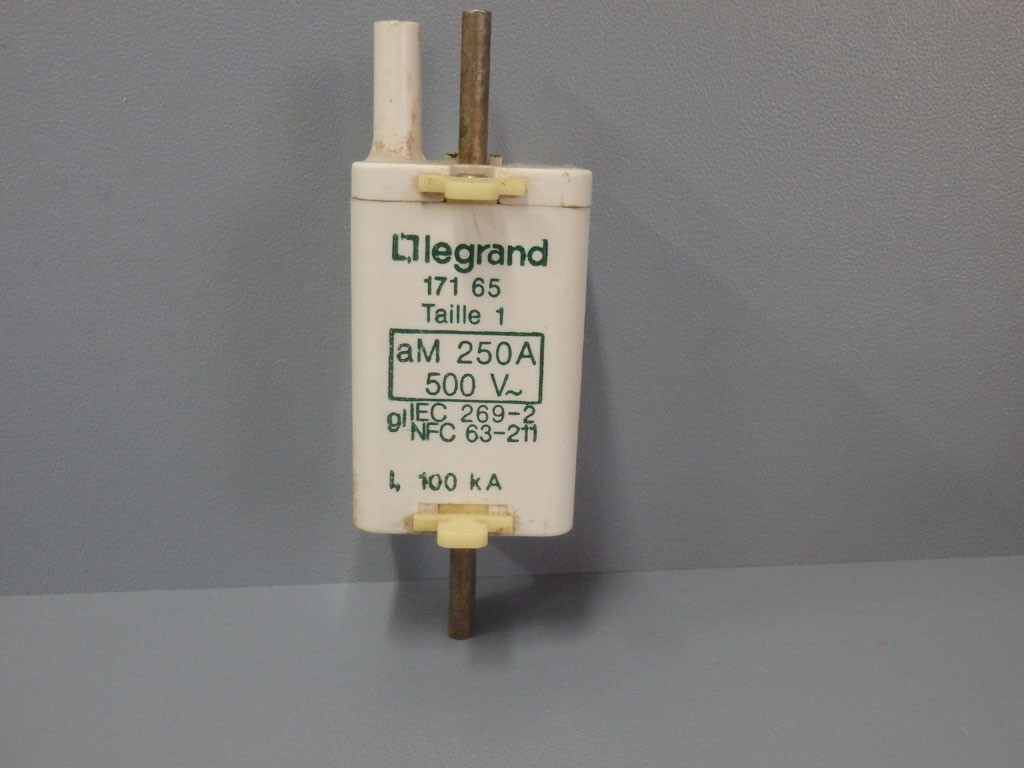 legrand
171 65
Taille 1
aM 250A
500 V~
gI IEC 269-2
NFC 63-211
I, 100 kA